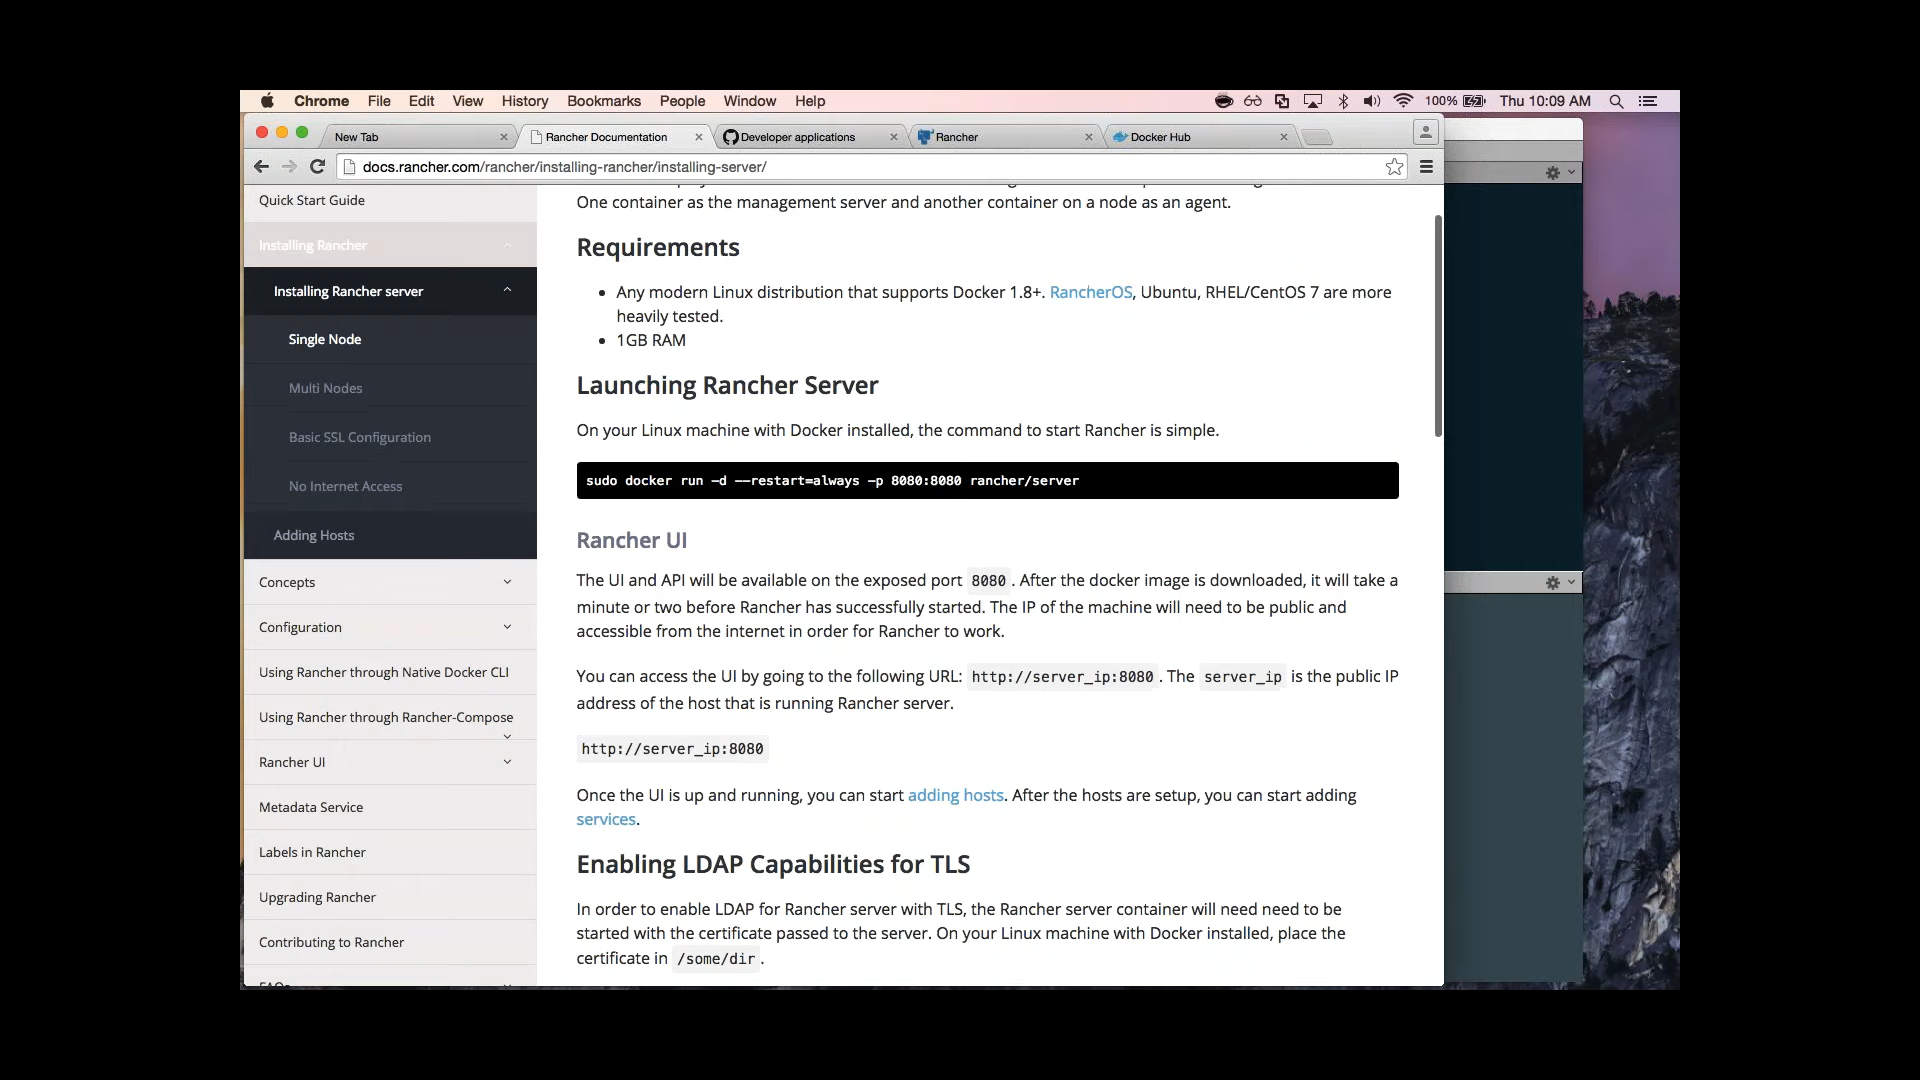 Chrome File Edit View History Bookmarks People Window Help 100% Thu 10:09 AM
New Tab Rancher Documentation Developer applications Rancher Docker Hub
docs.rancher.com/rancher/installing-rancher/installing-server/
Quick Start Guide
Installing Rancher
Installing Rancher server
Single Node
Multi Nodes
Basic SSL Configuration
No Internet Access
Adding Hosts
Concepts
Configuration
Using Rancher through Native Docker CLI
Using Rancher through Rancher-Compose
Rancher UI
Metadata Service
Labels in Rancher
Upgrading Rancher
Contributing to Rancher
FAQs
One container as the management server and another container on a node as an agent.
Requirements
Any modern Linux distribution that supports Docker 1.8+. RancherOS, Ubuntu, RHEL/CentOS 7 are more
heavily tested.
1GB RAM
Launching Rancher Server
On your Linux machine with Docker installed, the command to start Rancher is simple.
sudo docker run –d ––restart=always –p 8080:8080 rancher/server
Rancher UI
The UI and API will be available on the exposed port 8080. After the docker image is downloaded, it will take a
minute or two before Rancher has successfully started. The IP of the machine will need to be public and
accessible from the internet in order for Rancher to work.
You can access the UI by going to the following URL: http://server_ip:8080. The server_ip is the public IP
address of the host that is running Rancher server.
http://server_ip:8080
Once the UI is up and running, you can start adding hosts. After the hosts are setup, you can start adding
services.
Enabling LDAP Capabilities for TLS
In order to enable LDAP for Rancher server with TLS, the Rancher server container will need need to be
started with the certificate passed to the server. On your Linux machine with Docker installed, place the
certificate in /some/dir.